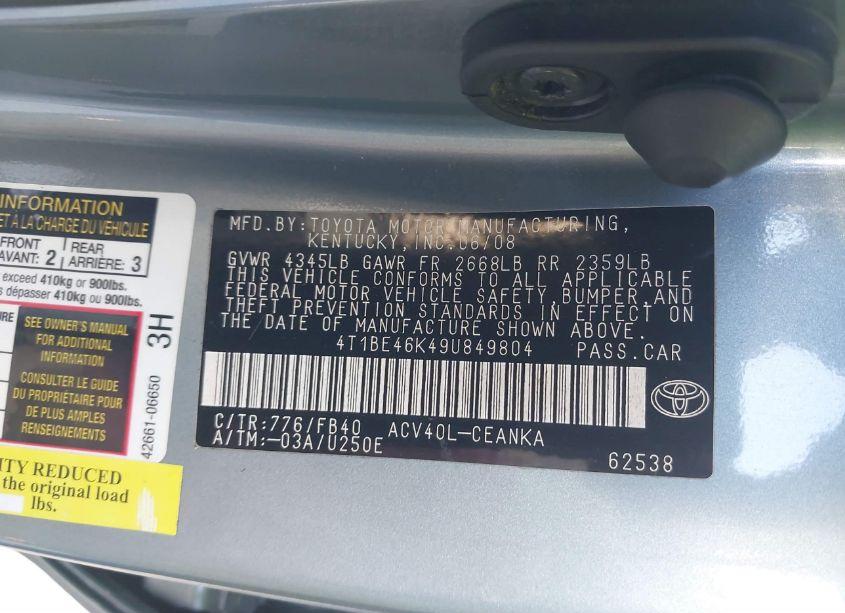 INFORMATION
ET À LA CHARGE DU VÉHICULE
FRONT
AVANT: 2
REAR
ARRIÈRE: 3
exceed 410kg or 900lbs.
dépasser 410kg ou 900lbs.
SEE OWNER'S MANUAL
FOR ADDITIONAL
INFORMATION
CONSULTER LE GUIDE
DU PROPRIÉTAIRE POUR
DE PLUS AMPLES
RENSEIGNEMENTS
3H
42661-06650
REDUCED
the original load
lbs.
MFD. BY: TOYOTA MOTOR MANUFACTURING,
KENTUCKY, INC. 06/08
GVWR 4345LB GAWR FR 2668LB RR 2359LB
THIS VEHICLE CONFORMS TO ALL APPLICABLE
FEDERAL MOTOR VEHICLE SAFETY, BUMPER, AND
THEFT PREVENTION STANDARDS IN EFFECT ON
THE DATE OF MANUFACTURE SHOWN ABOVE.
4T1BE46K49U849804 PASS.CAR
C/TR:776/FB40 ACV40L-CEANKA
A/TM:-03A/U250E
62538